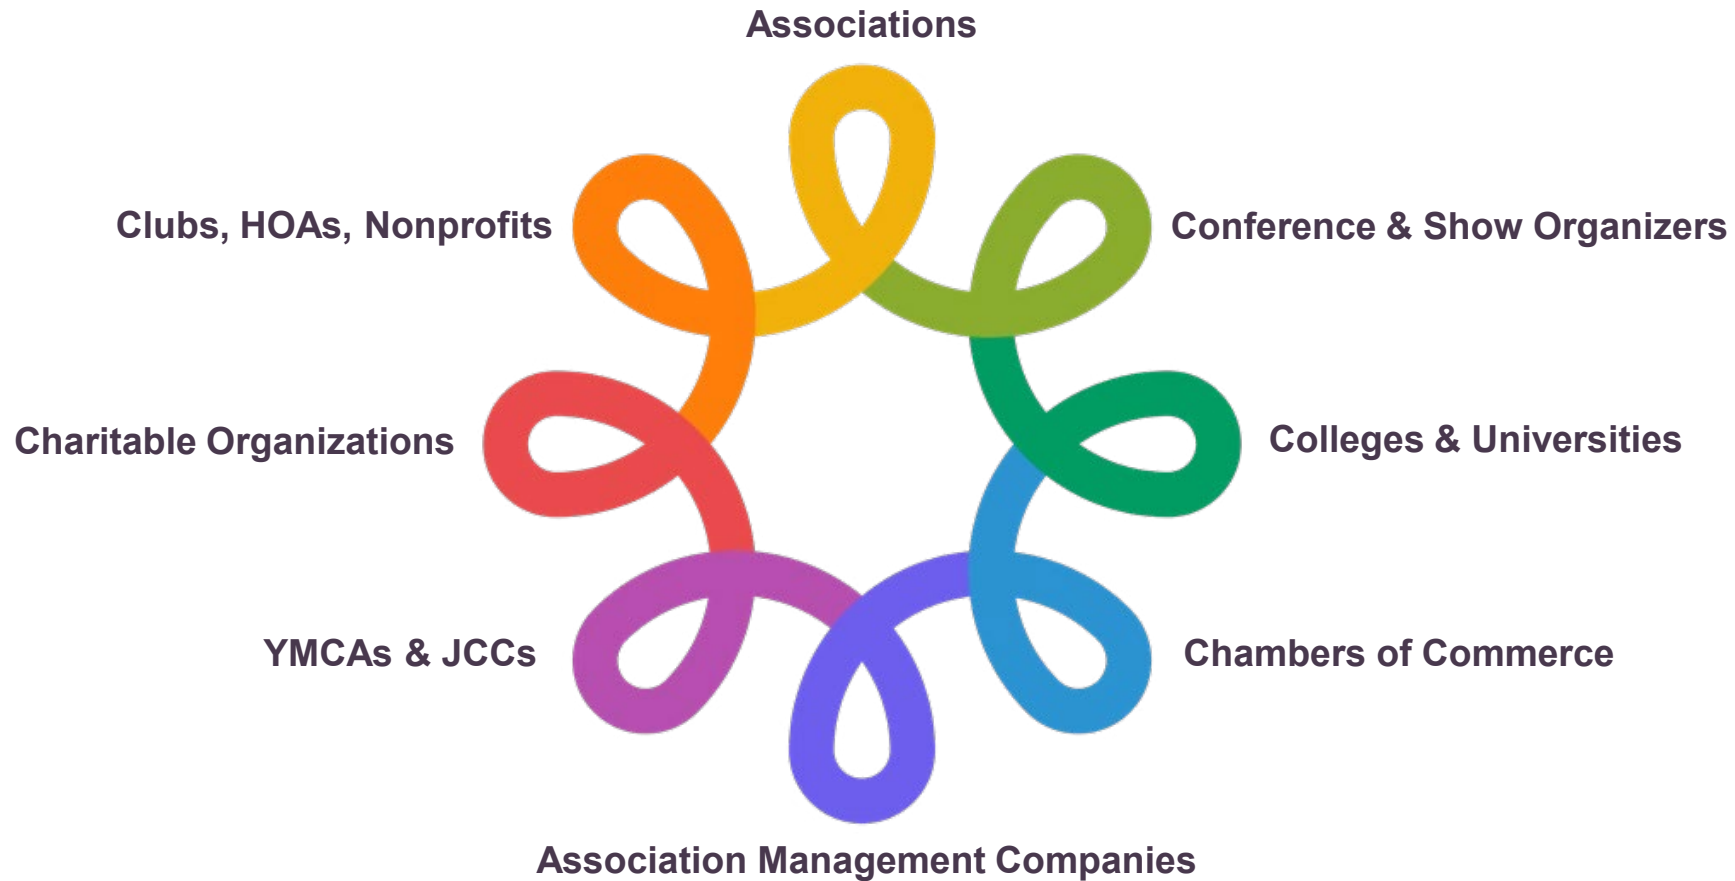 Associations
Clubs, HOAs, Nonprofits
Conference & Show Organizers
Charitable Organizations
Colleges & Universities
YMCAs & JCCs
Chambers of Commerce
Association Management Companies